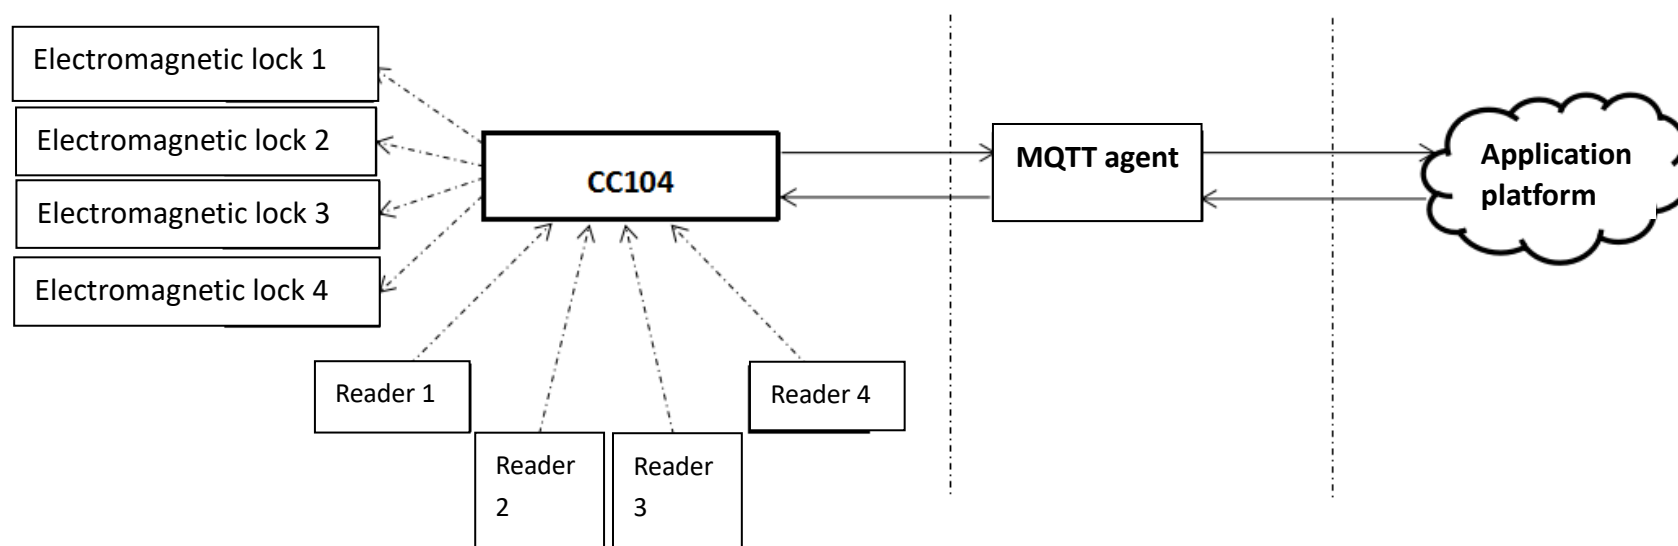 Electromagnetic lock 1
Electromagnetic lock 2
Electromagnetic lock 3
Electromagnetic lock 4
CC104
MQTT agent
Application
platform
Reader 1
Reader
2
Reader
3
Reader 4